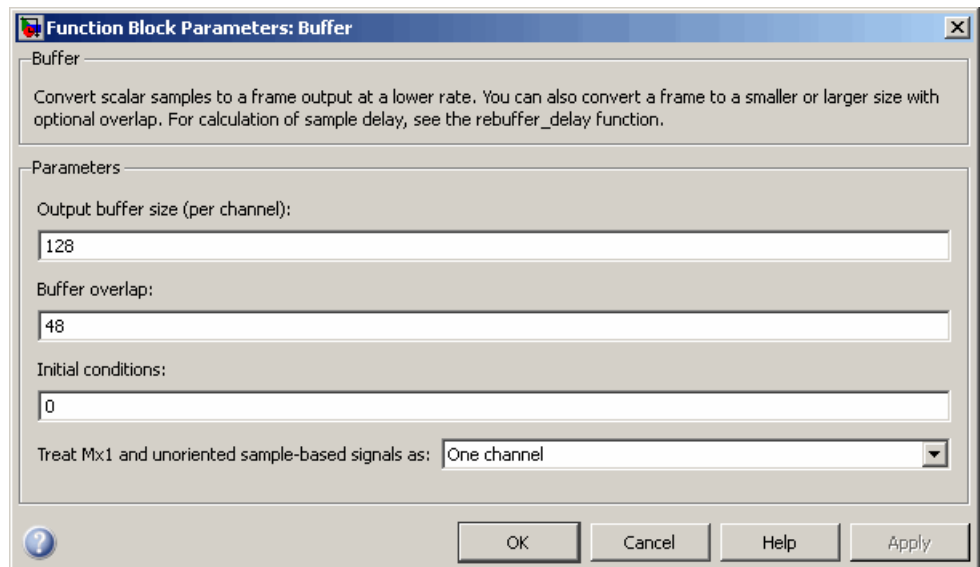 Function Block Parameters: Buffer
Buffer
Convert scalar samples to a frame output at a lower rate. You can also convert a frame to a smaller or larger size with
optional overlap. For calculation of sample delay, see the rebuffer_delay function.
Parameters
Output buffer size (per channel):
128
Buffer overlap:
48
Initial conditions:
0
Treat Mx1 and unoriented sample-based signals as: One channel
OK Cancel Help Apply